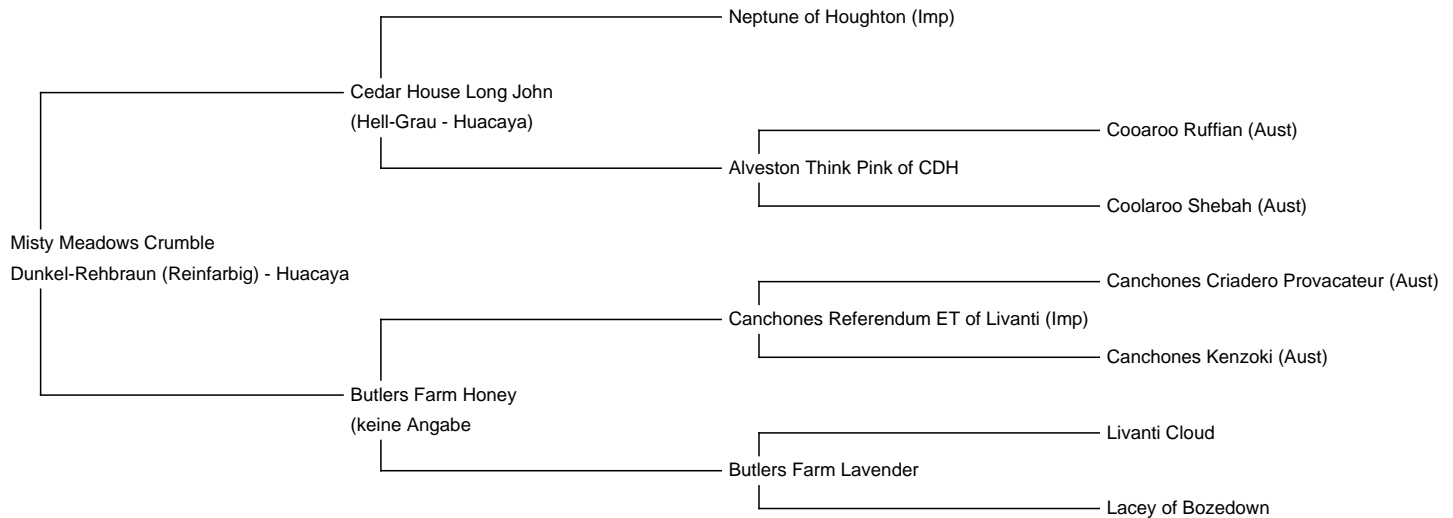 Neptune of Houghton (Imp)
Cedar House Long John
(Hell-Grau - Huacaya)
Cooaroo Ruffian (Aust)
Alveston Think Pink of CDH
Coolaroo Shebah (Aust)
Misty Meadows Crumble
Dunkel-Rehbraun (Reinfarbig) - Huacaya
Canchones Criadero Provacateur (Aust)
Canchones Referendum ET of Livanti (Imp)
Canchones Kenzoki (Aust)
Butlers Farm Honey
(keine Angabe
Livanti Cloud
Butlers Farm Lavender
Lacey of Bozedown